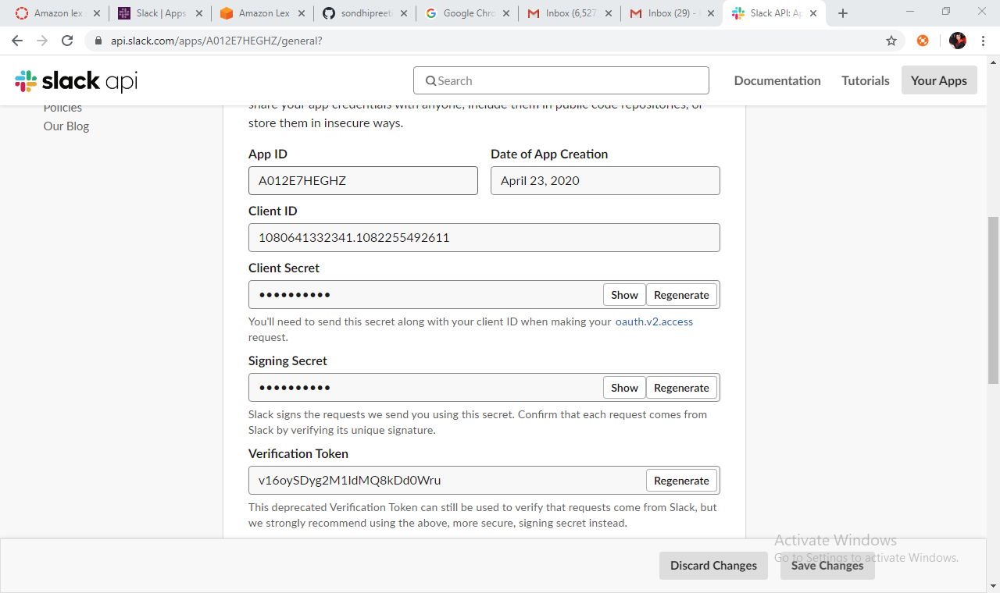 Amazon lex
Slack | Apps
Amazon Lex
sondhipreeti
Google Chro
Inbox (6,527
Inbox (29) -
Slack API: Ap
api.slack.com/apps/A012E7HEGHZ/general?
slack api
Search
Documentation
Tutorials
Your Apps
Policies
Our Blog
share your app credentials with anyone, include them in public code repositories, or
store them in insecure ways.
App ID
Date of App Creation
A012E7HEGHZ
April 23, 2020
Client ID
1080641332341.1082255492611
Client Secret
••••••••••
Show
Regenerate
You'll need to send this secret along with your client ID when making your oauth.v2.access
request.
Signing Secret
••••••••••
Show
Regenerate
Slack signs the requests we send you using this secret. Confirm that each request comes from
Slack by verifying its unique signature.
Verification Token
v16oySDyg2M1IdMQ8kDd0Wru
Regenerate
This deprecated Verification Token can still be used to verify that requests come from Slack, but
we strongly recommend using the above, more secure, signing secret instead.
Activate Windows
Go to Settings to activate Windows.
Discard Changes
Save Changes